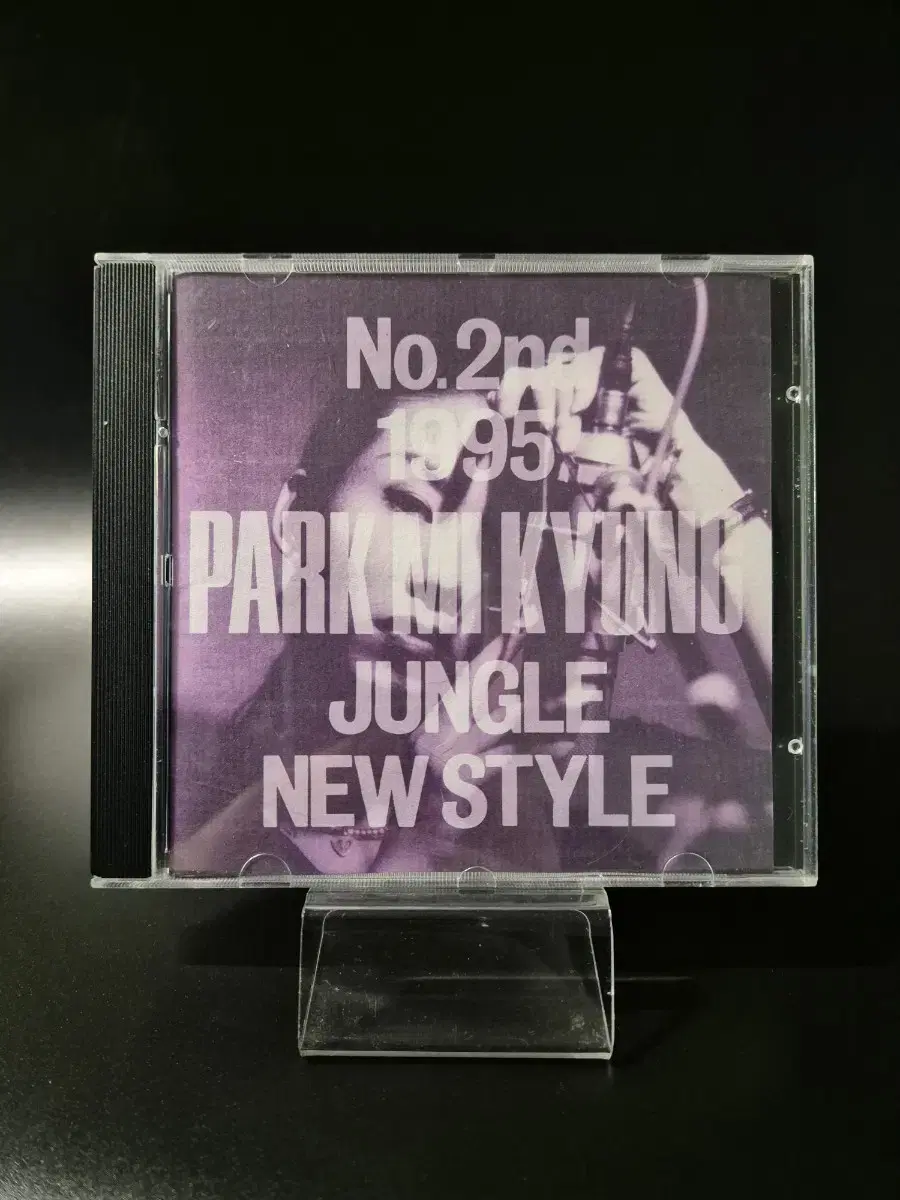 No.2nd
1995
PARK MI KYUNG
JUNGLE
NEW STYLE